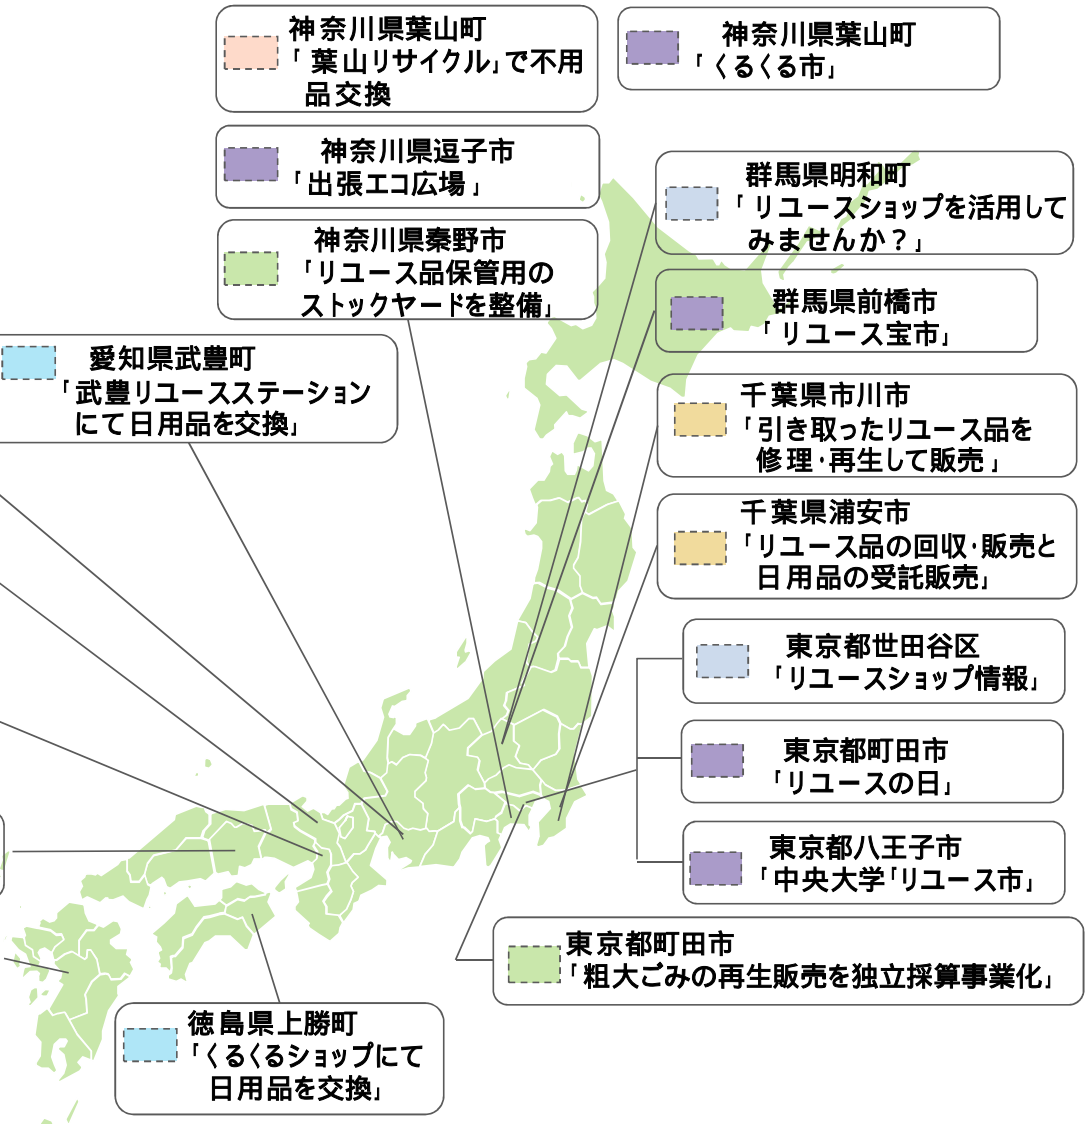 神奈川県葉山町
「葉山リサイクル」で不用
品交換
神奈川県葉山町
「くるくる市」
神奈川県逗子市
「出張エコ広場」
神奈川県秦野市
「リユース品保管用の
ストックヤードを整備」
群馬県明和町
「リユースショップを活用して
みませんか？」
群馬県前橋市
「リユース宝市」
愛知県武豊町
「武豊リユースステーション
にて日用品を交換」
千葉県市川市
「引き取ったリユース品を
修理・再生して販売」
千葉県浦安市
「リユース品の回収・販売と
日用品の受託販売」
東京都世田谷区
「リユースショップ情報」
東京都町田市
「リユースの日」
東京都八王子市
「中央大学「リユース市」
東京都町田市
「粗大ごみの再生販売を独立採算事業化」
徳島県上勝町
「くるくるショップにて
日用品を交換」